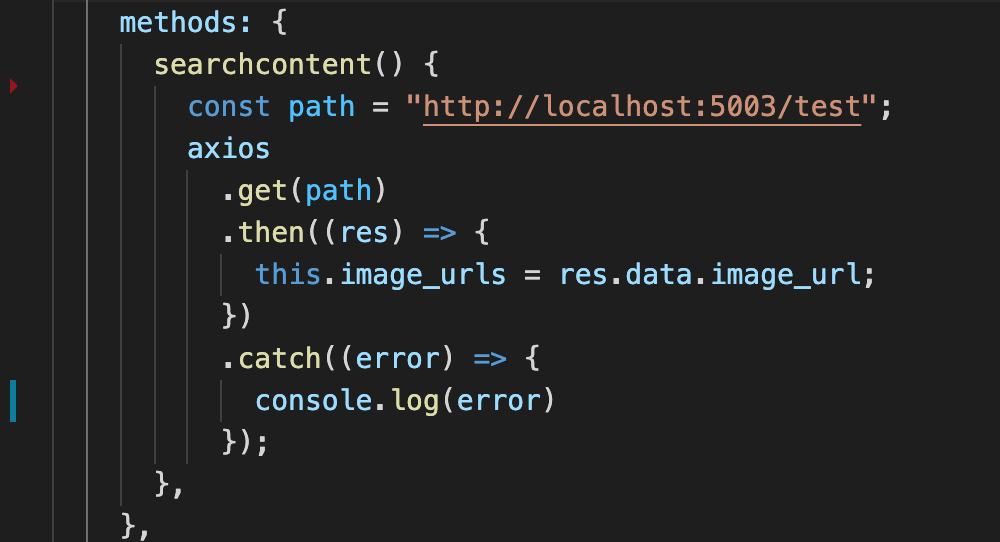 methods: {
searchcontent() {
const path = "http://localhost:5003/test";
axios
.get(path)
.then((res) => {
this.image_urls = res.data.image_url;
})
.catch((error) => {
console.log(error)
});
},
},